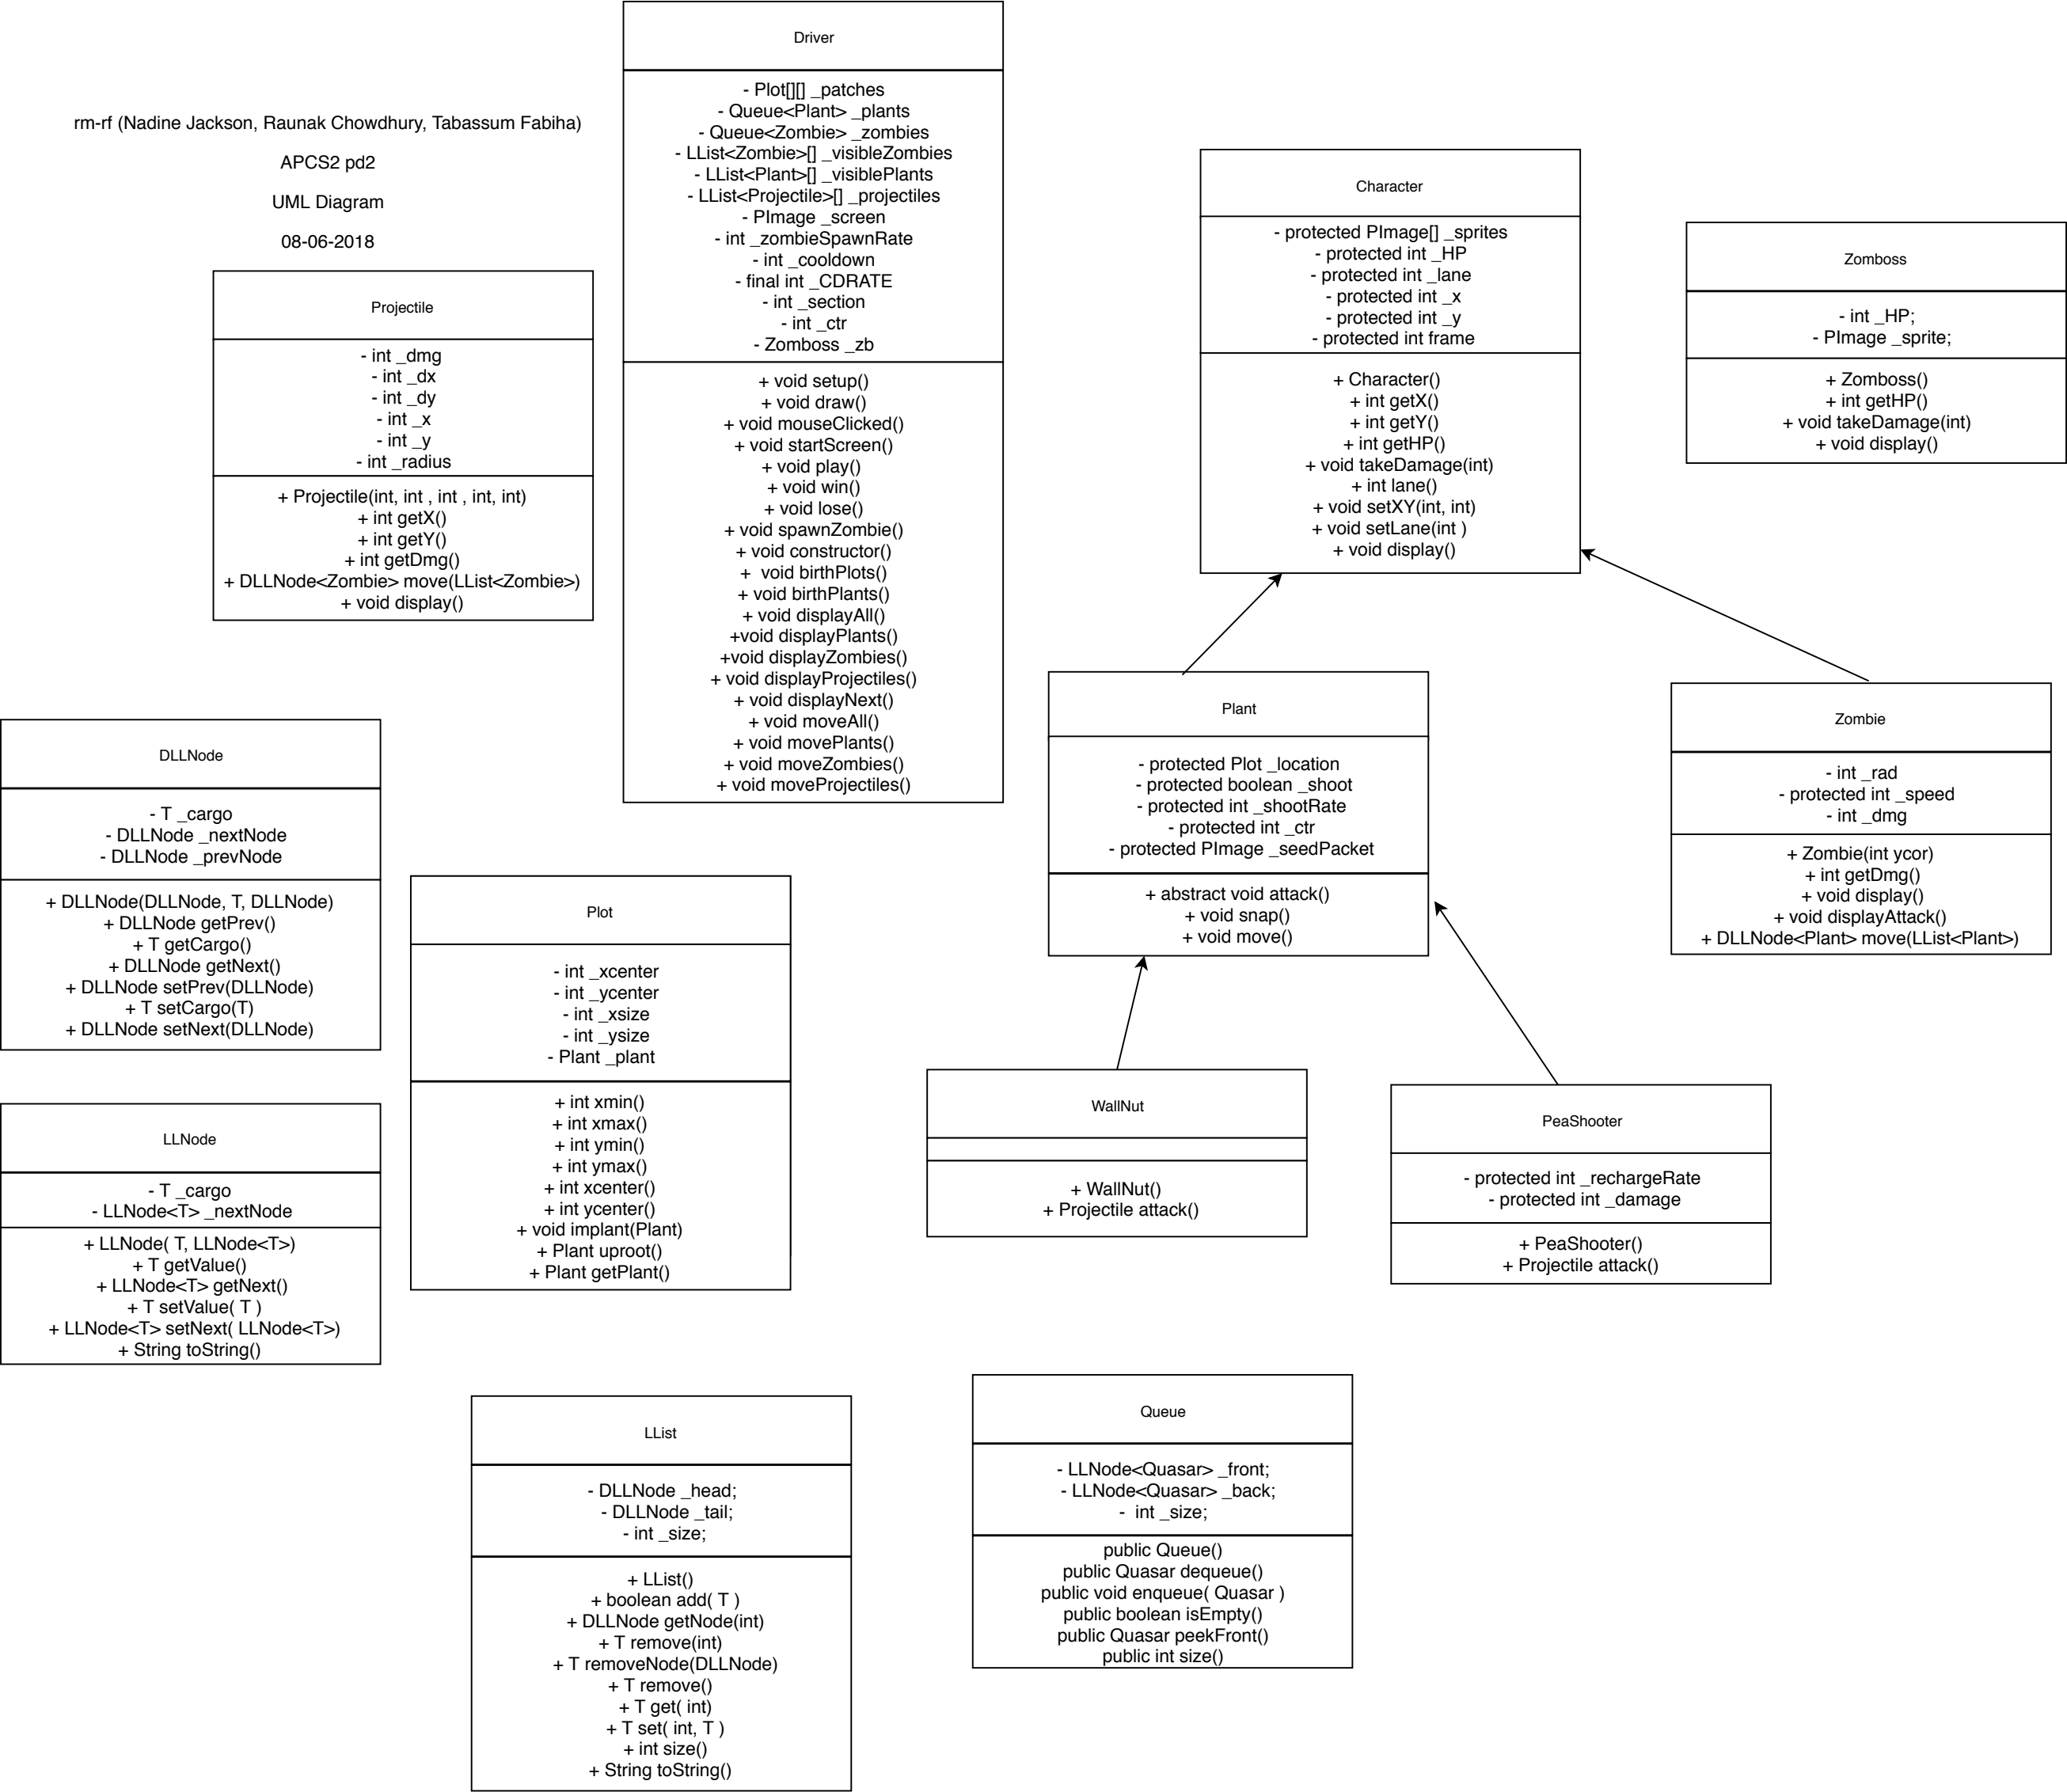 rm-rf (Nadine Jackson, Raunak Chowdhury, Tabassum Fabiha)
APCS2 pd2
UML Diagram
08-06-2018
Projectile
- int _dmg
- int _dx
- int _dy
- int _x
- int _y
- int _radius
+ Projectile(int, int , int , int, int)
+ int getX()
+ int getY()
+ int getDmg()
+ DLLNode<Zombie> move(LList<Zombie>)
+ void display()
Driver
- Plot[][] _patches
- Queue<Plant> _plants
- Queue<Zombie> _zombies
- LList<Zombie>[] _visibleZombies
- LList<Plant>[] _visiblePlants
- LList<Projectile>[] _projectiles
- PImage _screen
- int _zombieSpawnRate
- int _cooldown
- final int _CDRATE
- int _section
- int _ctr
- Zomboss _zb
+ void setup()
+ void draw()
+ void mouseClicked()
+ void startScreen()
+ void play()
+ void win()
+ void lose()
+ void spawnZombie()
+ void constructor()
+  void birthPlots()
+ void birthPlants()
+ void displayAll()
+void displayPlants()
+void displayZombies()
+ void displayProjectiles()
+ void displayNext()
+ void moveAll()
+ void movePlants()
+ void moveZombies()
+ void moveProjectiles()
Character
- protected PImage[] _sprites
- protected int _HP
- protected int _lane
- protected int _x
- protected int _y
- protected int frame
+ Character()
+ int getX()
+ int getY()
+ int getHP()
+ void takeDamage(int)
+ int lane()
+ void setXY(int, int)
+ void setLane(int )
+ void display()
Zomboss
- int _HP;
- PImage _sprite;
+ Zomboss()
+ int getHP()
+ void takeDamage(int)
+ void display()
Plant
- protected Plot _location
- protected boolean _shoot
- protected int _shootRate
- protected int _ctr
- protected PImage _seedPacket
+ abstract void attack()
+ void snap()
+ void move()
Zombie
- int _rad
- protected int _speed
- int _dmg
+ Zombie(int ycor)
+ int getDmg()
+ void display()
+ void displayAttack()
+ DLLNode<Plant> move(LList<Plant>)
DLLNode
- T _cargo
- DLLNode _nextNode
- DLLNode _prevNode
+ DLLNode(DLLNode, T, DLLNode)
+ DLLNode getPrev()
+ T getCargo()
+ DLLNode getNext()
+ DLLNode setPrev(DLLNode)
+ T setCargo(T)
+ DLLNode setNext(DLLNode)
Plot
- int _xcenter
- int _ycenter
- int _xsize
- int _ysize
- Plant _plant
+ int xmin()
+ int xmax()
+ int ymin()
+ int ymax()
+ int xcenter()
+ int ycenter()
+ void implant(Plant)
+ Plant uproot()
+ Plant getPlant()
WallNut
+ WallNut()
+ Projectile attack()
PeaShooter
- protected int _rechargeRate
- protected int _damage
+ PeaShooter()
+ Projectile attack()
LLNode
- T _cargo
- LLNode<T> _nextNode
+ LLNode( T, LLNode<T>)
+ T getValue()
+ LLNode<T> getNext()
+ T setValue( T )
+ LLNode<T> setNext( LLNode<T>)
+ String toString()
LList
- DLLNode _head;
- DLLNode _tail;
- int _size;
+ LList()
+ boolean add( T )
+ DLLNode getNode(int)
+ T remove(int)
+ T removeNode(DLLNode)
+ T remove()
+ T get( int)
+ T set( int, T )
+ int size()
+ String toString()
Queue
- LLNode<Quasar> _front;
- LLNode<Quasar> _back;
-  int _size;
public Queue()
public Quasar dequeue()
public void enqueue( Quasar )
public boolean isEmpty()
public Quasar peekFront()
public int size()